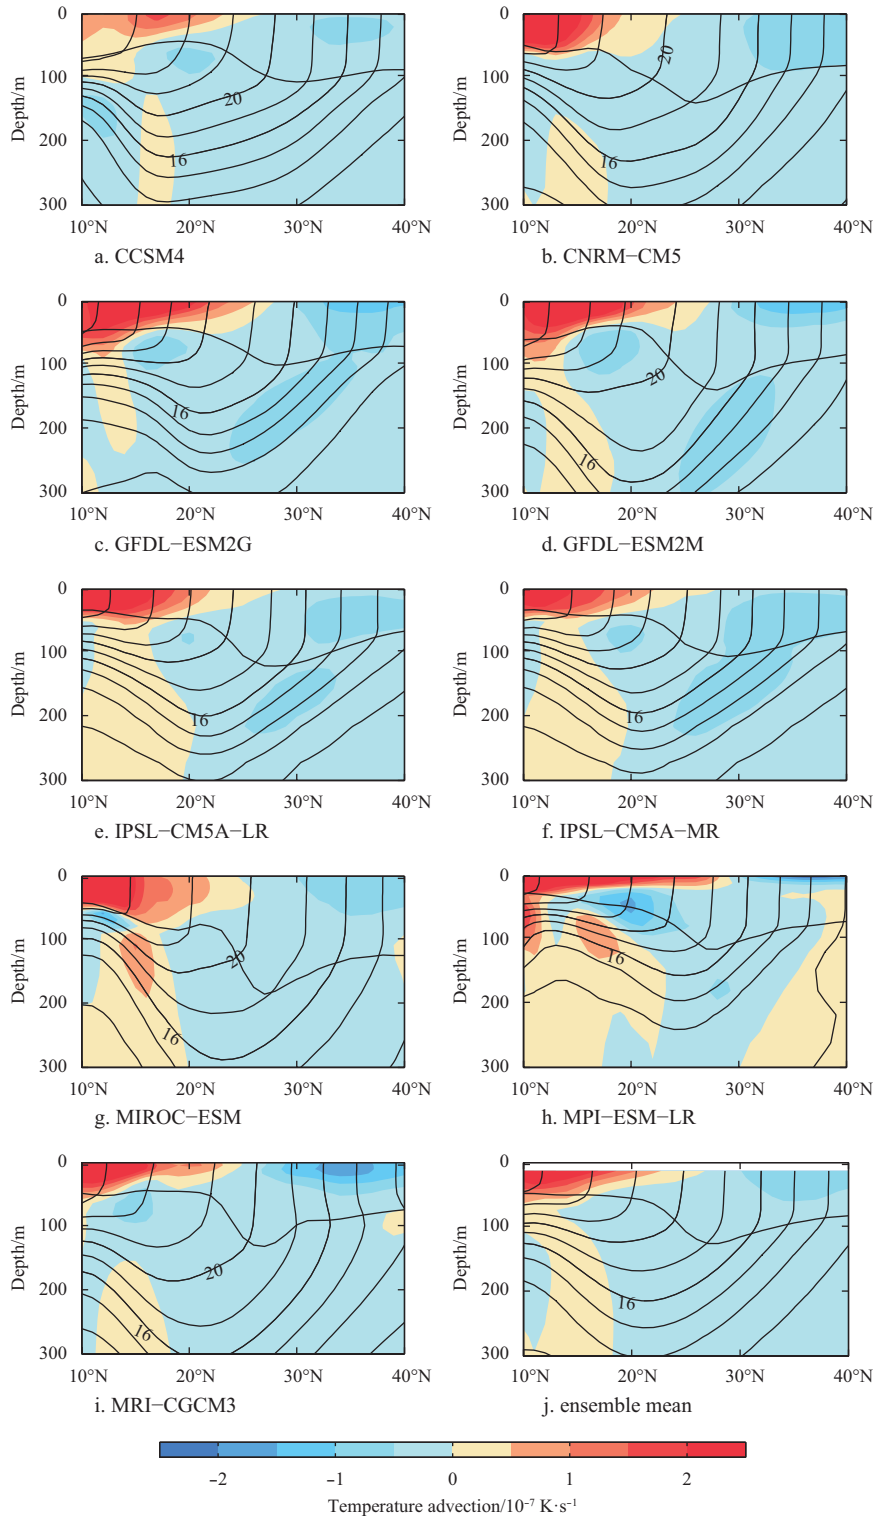 0
100
200
300
Depth/m
20
16
10°N 20°N 30°N 40°N
a. CCSM4
0
100
200
300
Depth/m
20
16
10°N 20°N 30°N 40°N
b. CNRM−CM5
0
100
200
300
Depth/m
16
10°N 20°N 30°N 40°N
c. GFDL−ESM2G
0
100
200
300
Depth/m
20
16
10°N 20°N 30°N 40°N
d. GFDL−ESM2M
0
100
200
300
Depth/m
16
10°N 20°N 30°N 40°N
e. IPSL−CM5A−LR
0
100
200
300
Depth/m
16
10°N 20°N 30°N 40°N
f. IPSL−CM5A−MR
0
100
200
300
Depth/m
20
16
10°N 20°N 30°N 40°N
g. MIROC−ESM
0
100
200
300
Depth/m
16
10°N 20°N 30°N 40°N
h. MPI−ESM−LR
0
100
200
300
Depth/m
20
16
10°N 20°N 30°N 40°N
i. MRI−CGCM3
0
100
200
300
Depth/m
16
10°N 20°N 30°N 40°N
j. ensemble mean
−2 −1 0 1 2
Temperature advection/10⁻⁷ K·s⁻¹